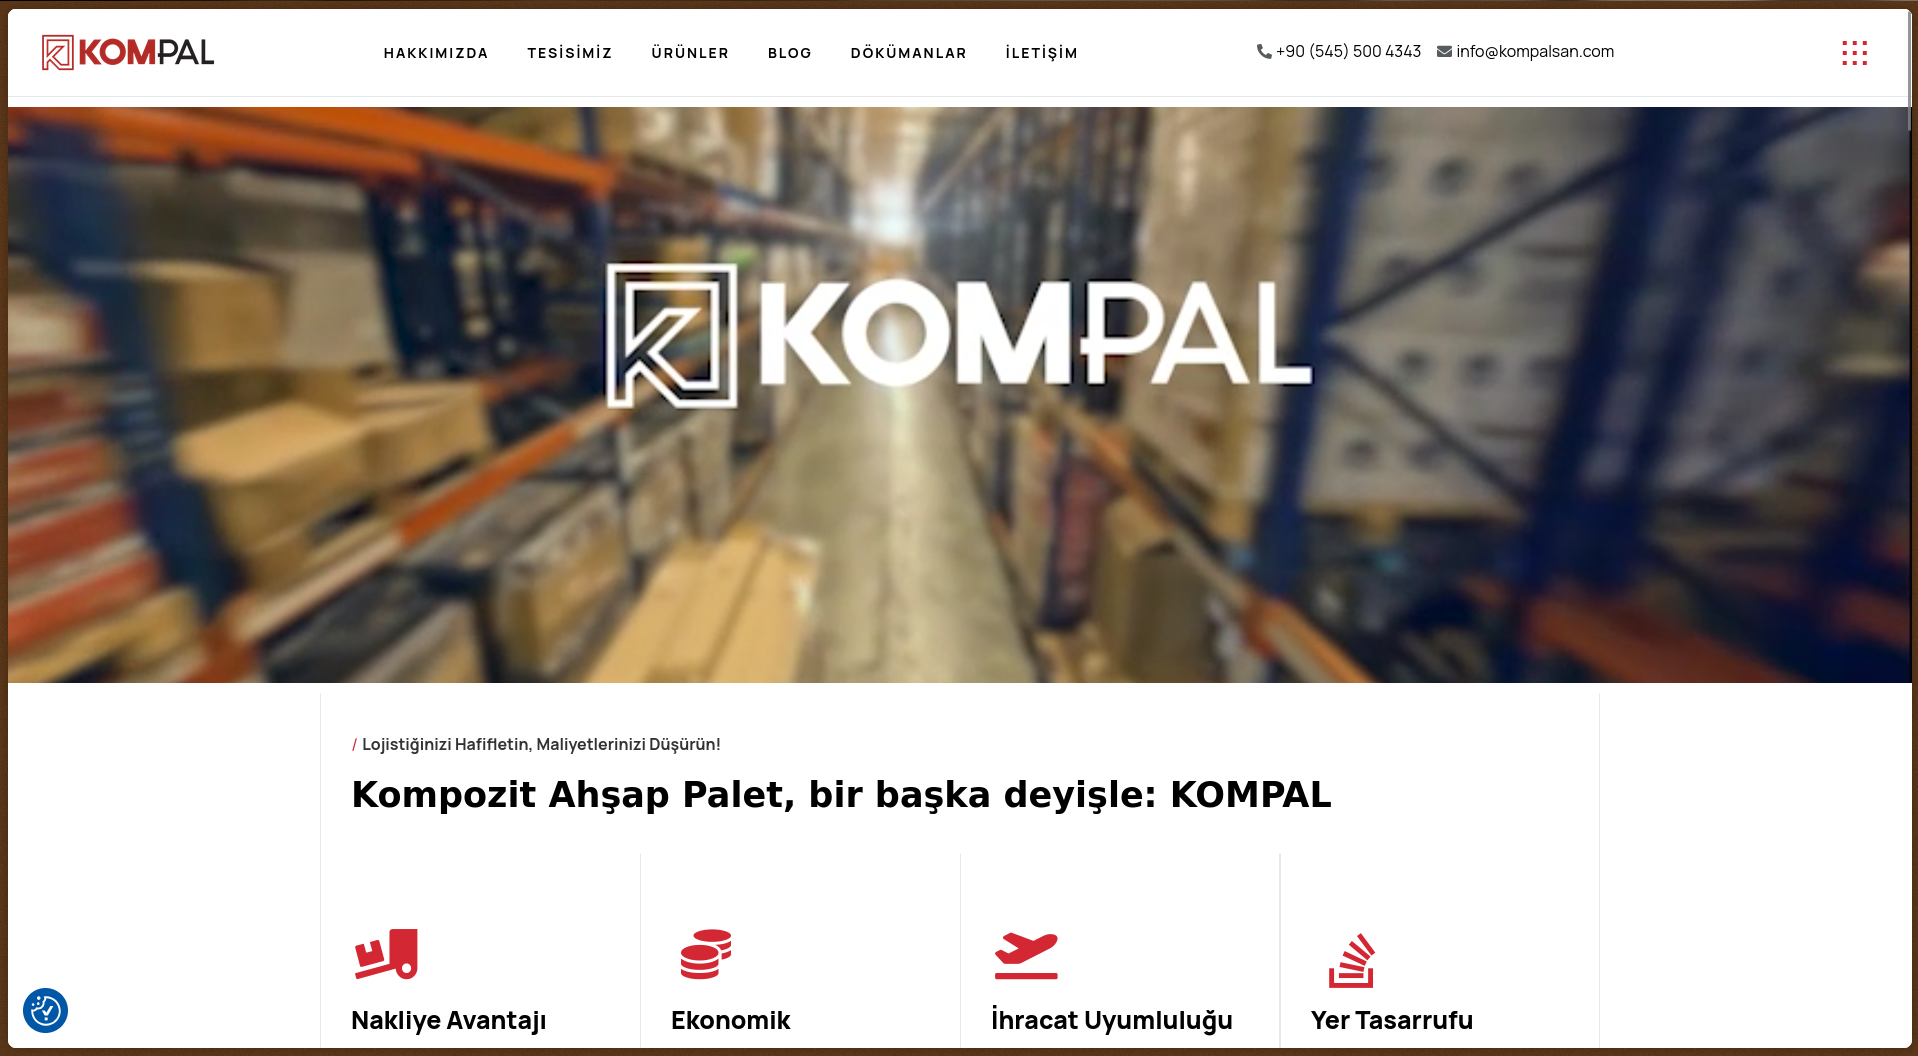 KOMPAL
HAKKIMIZDA TESİSİMİZ ÜRÜNLER BLOG DÖKÜMANLAR İLETİŞİM
+90 (545) 500 4343 info@kompalsan.com
KOMPAL
/ Lojistiğinizi Hafifletin, Maliyetlerinizi Düşürün!
Kompozit Ahşap Palet, bir başka deyişle: KOMPAL
Nakliye Avantajı
Ekonomik
İhracat Uyumluluğu
Yer Tasarrufu